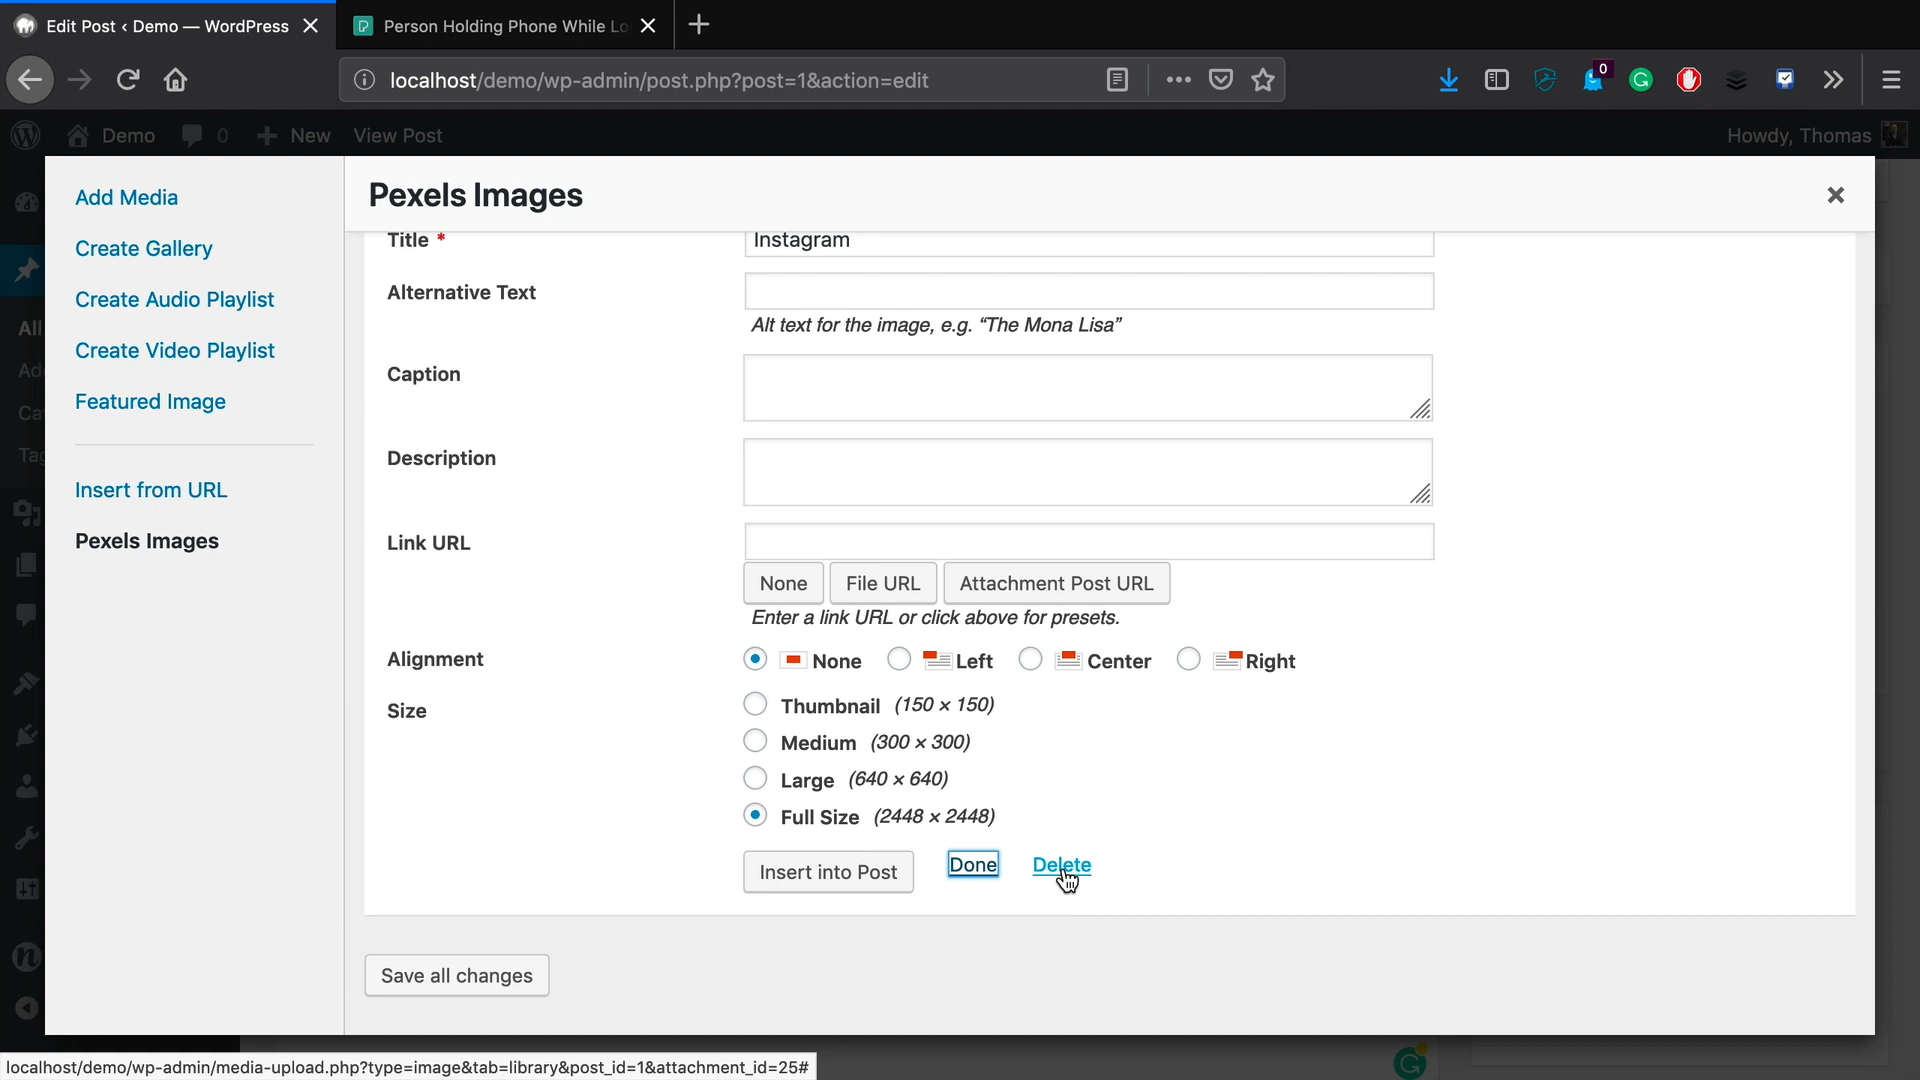 Edit Post ‹ Demo — WordPress
Person Holding Phone While Lo
localhost/demo/wp-admin/post.php?post=1&action=edit
0
Demo 0 New View Post
Howdy, Thomas
Add Media
Create Gallery
Create Audio Playlist
Create Video Playlist
Featured Image
Insert from URL
Pexels Images
All
Pexels Images
Title * Instagram
Alternative Text
Alt text for the image, e.g. “The Mona Lisa”
Caption
Description
Link URL
None File URL Attachment Post URL
Enter a link URL or click above for presets.
Alignment None Left Center Right
Size Thumbnail (150 × 150)
Medium (300 × 300)
Large (640 × 640)
Full Size (2448 × 2448)
Insert into Post Done Delete
Save all changes
localhost/demo/wp-admin/media-upload.php?type=image&tab=library&post_id=1&attachment_id=25#